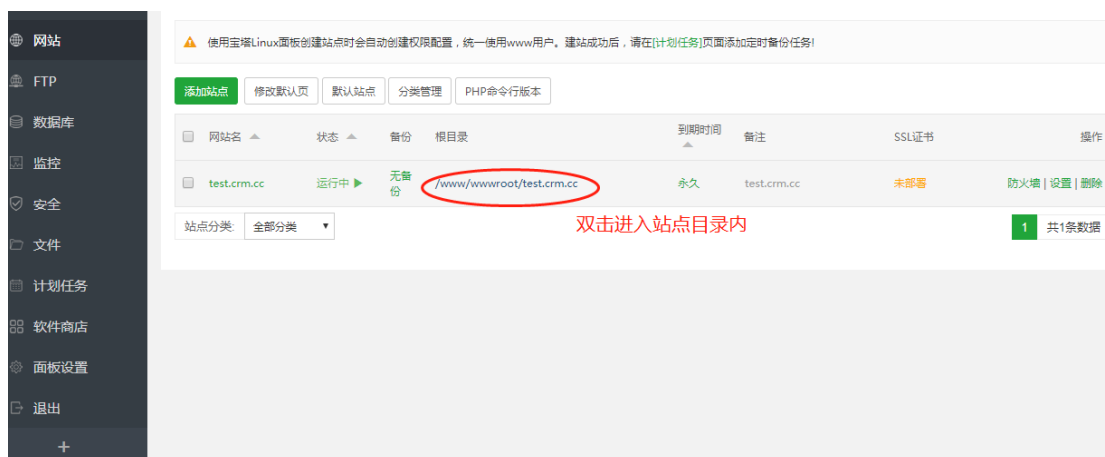 网站
FTP
数据库
监控
安全
文件
计划任务
软件商店
面板设置
退出
+
使用宝塔Linux面板创建站点时会自动创建权限配置，统一使用www用户。建站成功后，请在[计划任务]页面添加定时备份任务!
添加站点 修改默认页 默认站点 分类管理 PHP命令行版本
网站名 状态 备份 根目录 到期时间 备注 SSL证书 操作
test.crm.cc 运行中 无备份 /www/wwwroot/test.crm.cc 永久 test.crm.cc 未部署 防火墙 | 设置 | 删除
站点分类: 全部分类
双击进入站点目录内
1 共1条数据